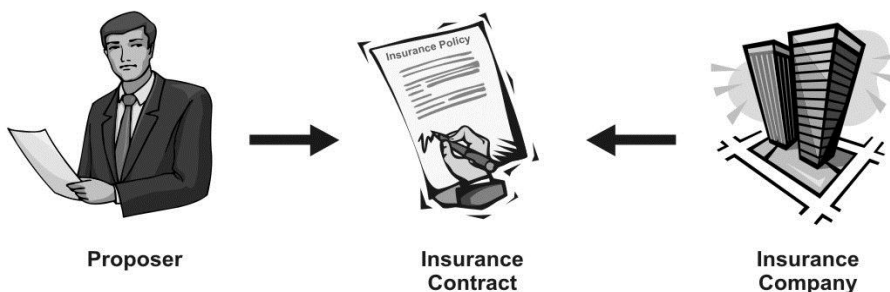 Insurance Policy
Proposer
Insurance
Contract
Insurance
Company